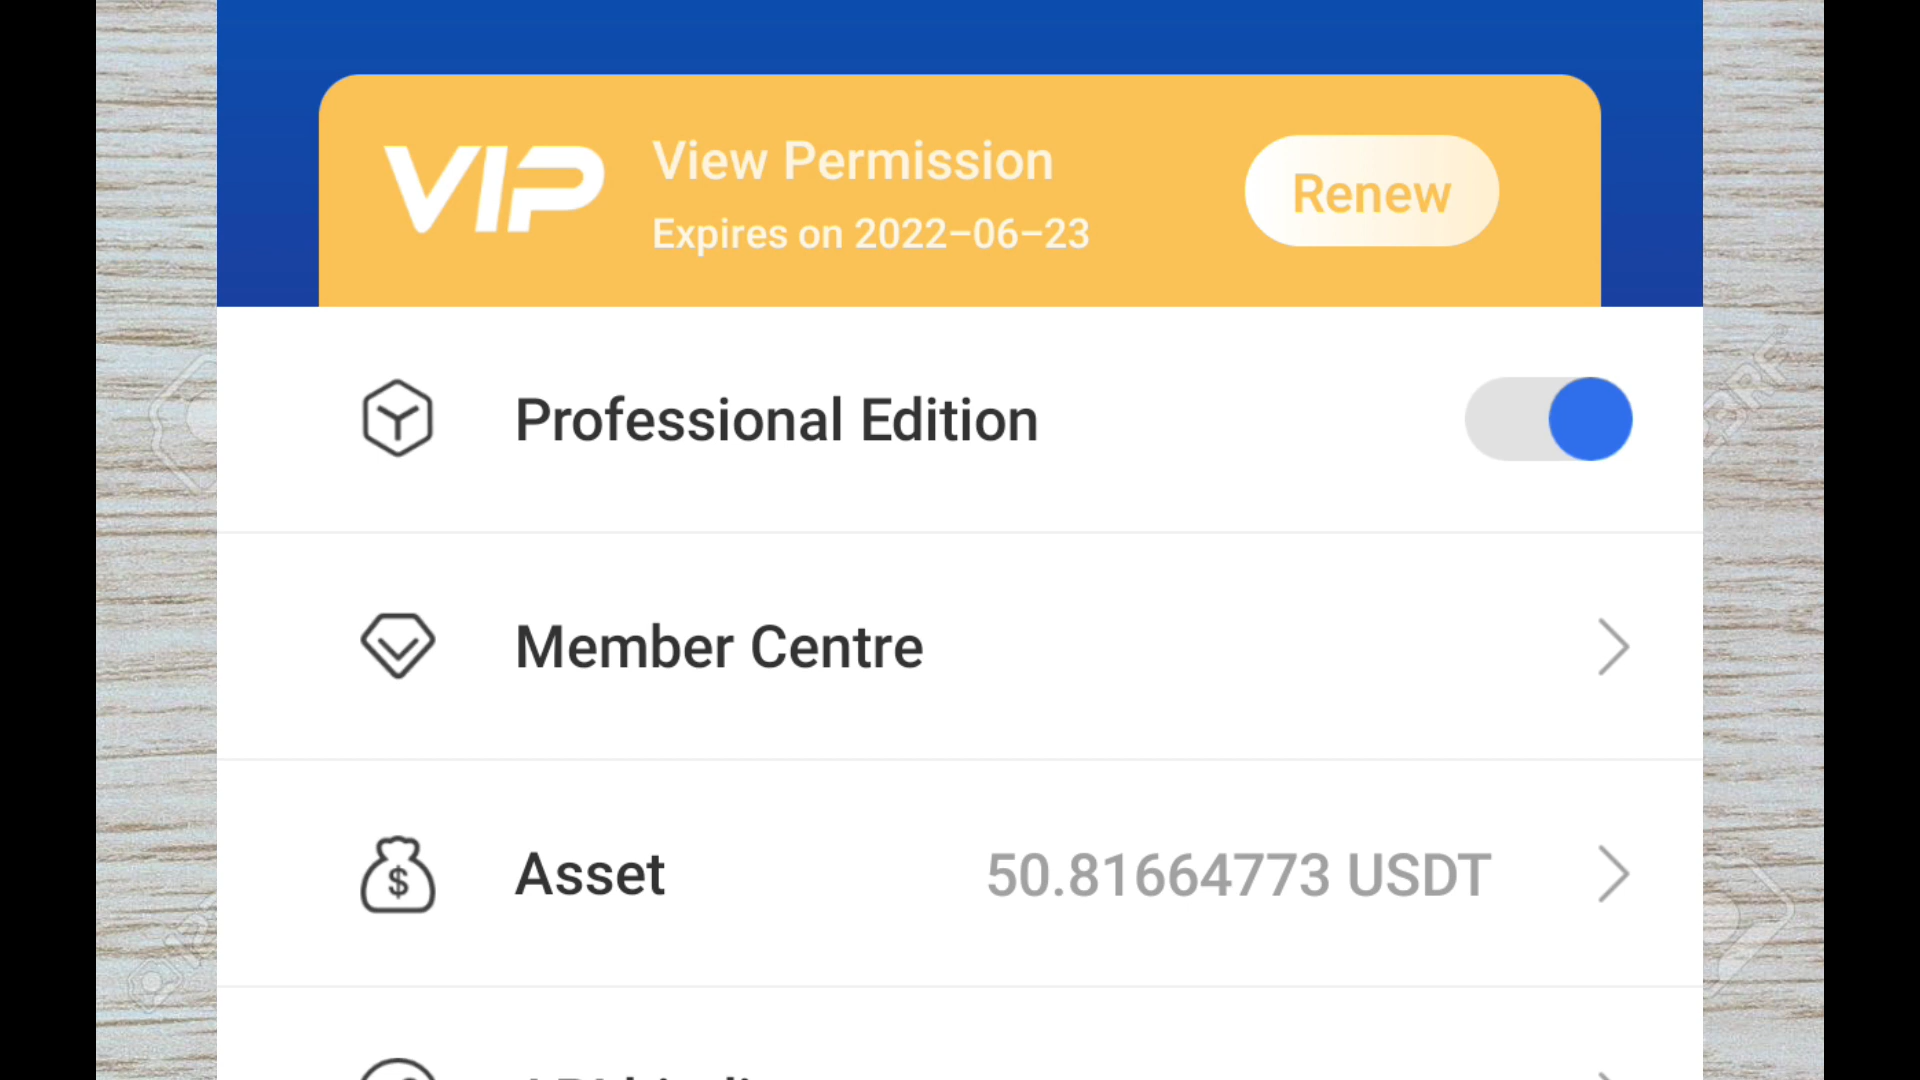 VIP
View Permission
Expires on 2022-06-23
Renew
Professional Edition
Member Centre
Asset
$
50.81664773 USDT